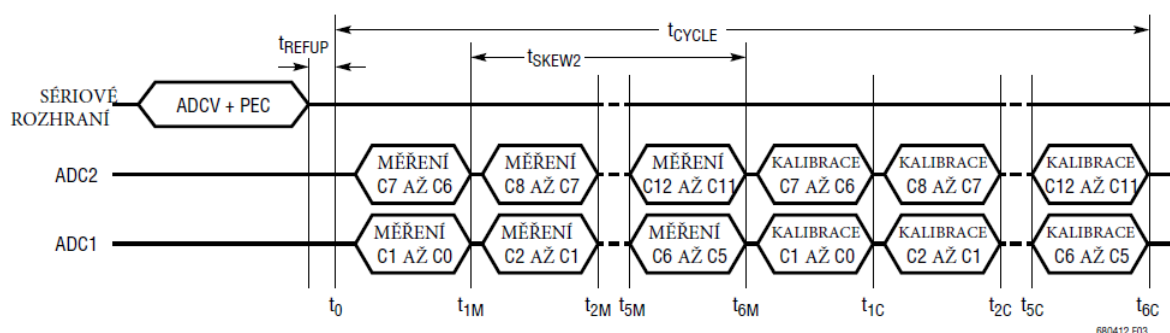 tCYCLE
tREFUP
tSKEW2
SÉRIOVÉ
ROZHRANÍ
ADCV + PEC
ADC2
MĚŘENÍ
C7 AŽ C6
MĚŘENÍ
C8 AŽ C7
MĚŘENÍ
C12 AŽ C11
KALIBRACE
C7 AŽ C6
KALIBRACE
C8 AŽ C7
KALIBRACE
C12 AŽ C11
ADC1
MĚŘENÍ
C1 AŽ C0
MĚŘENÍ
C2 AŽ C1
MĚŘENÍ
C6 AŽ C5
KALIBRACE
C1 AŽ C0
KALIBRACE
C2 AŽ C1
KALIBRACE
C6 AŽ C5
t0 t1M t2M t5M t6M t1C t2C t5C t6C
680412 F03